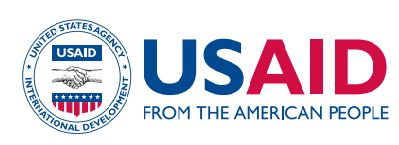 UNITED STATES AGENCY
USAID
INTERNATIONAL DEVELOPMENT
USAID
FROM THE AMERICAN PEOPLE